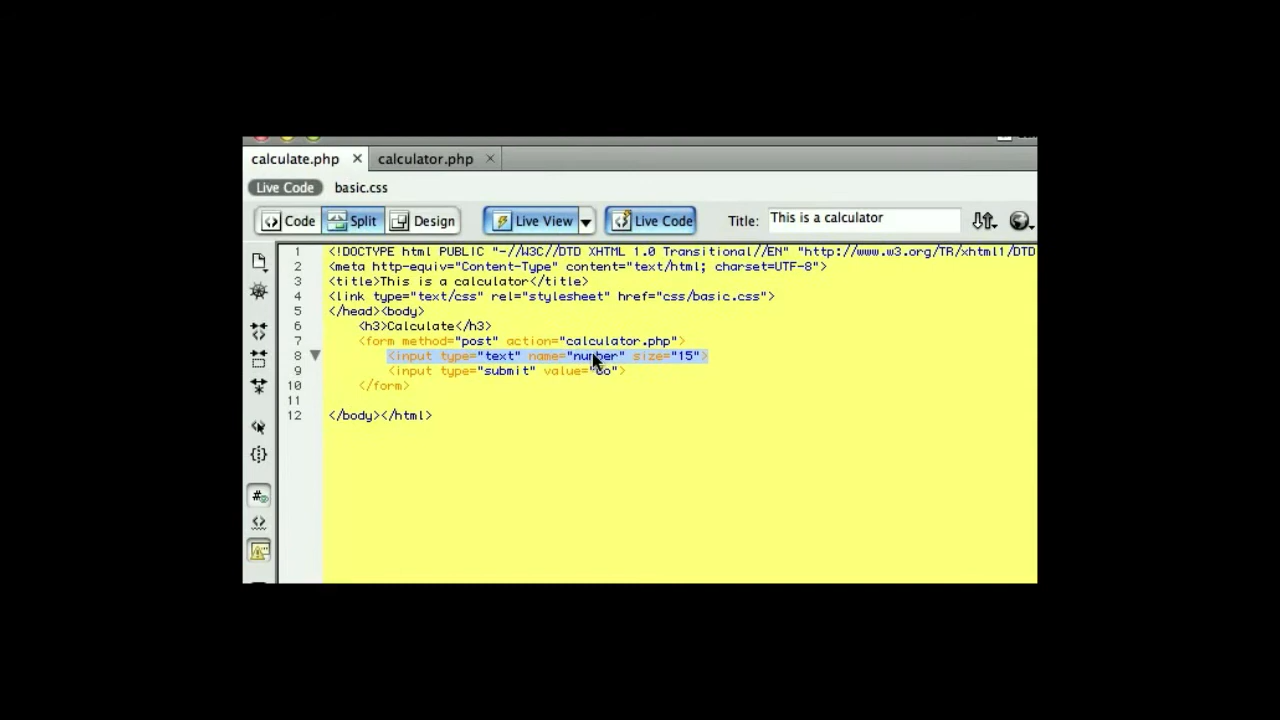 calculate.php × calculator.php ×
Live Code basic.css
Code Split Design Live View Live Code Title: This is a calculator
1 <!DOCTYPE html PUBLIC "-//W3C//DTD XHTML 1.0 Transitional//EN" "http://www.w3.org/TR/xhtml1/DTD
2 <meta http-equiv="Content-Type" content="text/html; charset=UTF-8">
3 <title>This is a calculator</title>
4 <link type="text/css" rel="stylesheet" href="css/basic.css">
5 </head><body>
6 <h3>Calculate</h3>
7 <form method="post" action="calculator.php">
8 <input type="text" name="number" size="15">
9 <input type="submit" value=
10 </form>
11
12 </body></html>